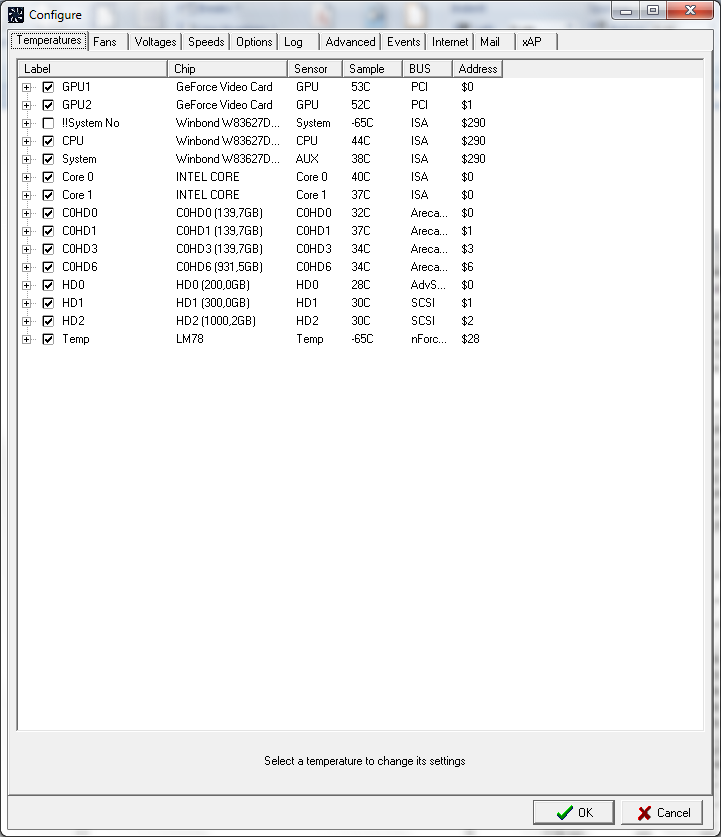 Configure
Temperatures Fans Voltages Speeds Options Log Advanced Events Internet Mail xAP
Label Chip Sensor Sample BUS Address
GPU1 GeForce Video Card GPU 53C PCI $0
GPU2 GeForce Video Card GPU 52C PCI $1
!!System No Winbond W83627D... System -65C ISA $290
CPU Winbond W83627D... CPU 44C ISA $290
System Winbond W83627D... AUX 38C ISA $290
Core 0 INTEL CORE Core 0 40C ISA $0
Core 1 INTEL CORE Core 1 37C ISA $0
C0HD0 C0HD0 (139,7GB) C0HD0 32C Areca... $0
C0HD1 C0HD1 (139,7GB) C0HD1 37C Areca... $1
C0HD3 C0HD3 (139,7GB) C0HD3 34C Areca... $3
C0HD6 C0HD6 (931,5GB) C0HD6 34C Areca... $6
HD0 HD0 (200,0GB) HD0 28C AdvS... $0
HD1 HD1 (300,0GB) HD1 30C SCSI $1
HD2 HD2 (1000,2GB) HD2 30C SCSI $2
Temp LM78 Temp -65C nForc... $28
Select a temperature to change its settings
OK Cancel